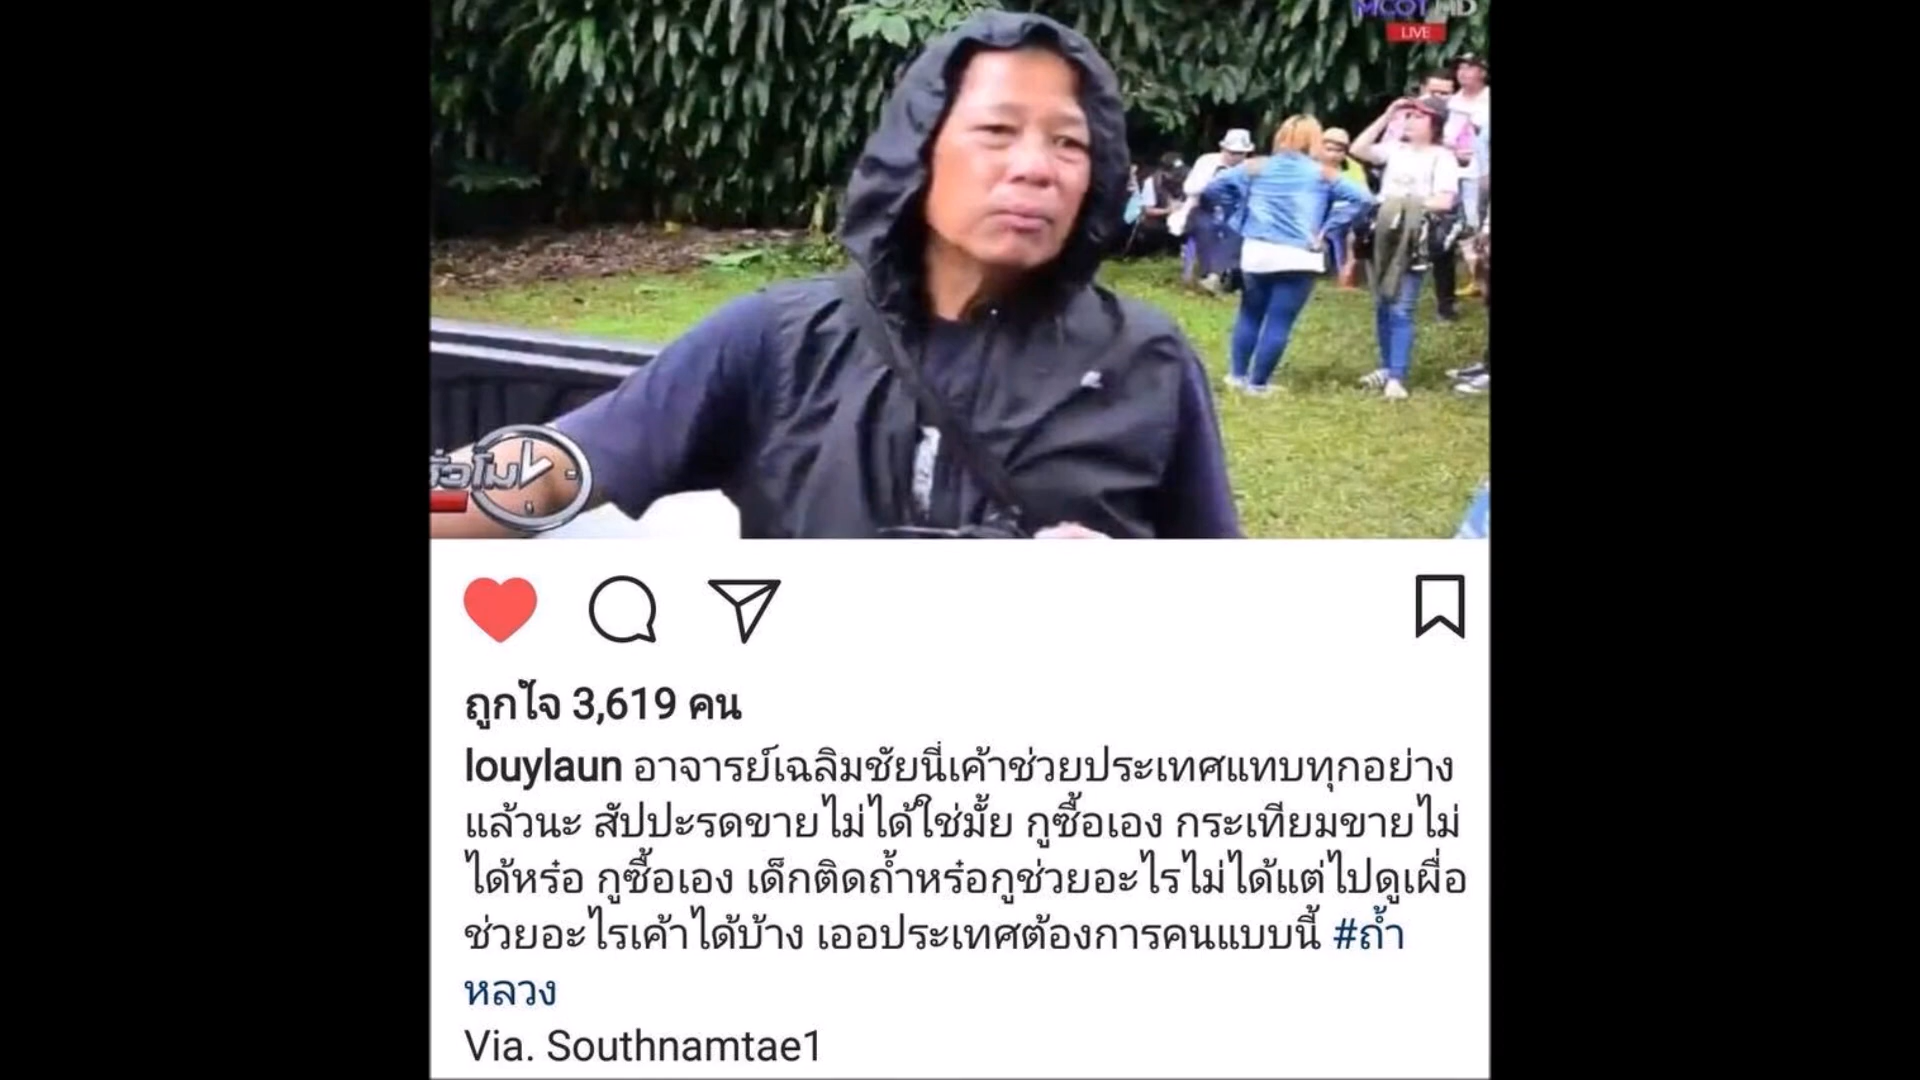 MCOT HD
LIVE
ชั่วโมง
ถูกใจ 3,619 คน
louylaun อาจารย์เฉลิมชัยนี่เค้าช่วยประเทศแทบทุกอย่าง
แล้วนะ สัปปะรดขายไม่ได้ใช่มั้ย กูซื้อเอง กระเทียมขายไม่
ได้หร๋อ กูซื้อเอง เด็กติดถ้ำหร๋อกูช่วยอะไรไม่ได้แต่ไปดูเผื่อ
ช่วยอะไรเค้าได้บ้าง เออประเทศต้องการคนแบบนี้ #ถ้ำ
หลวง
Via. Southnamtae1